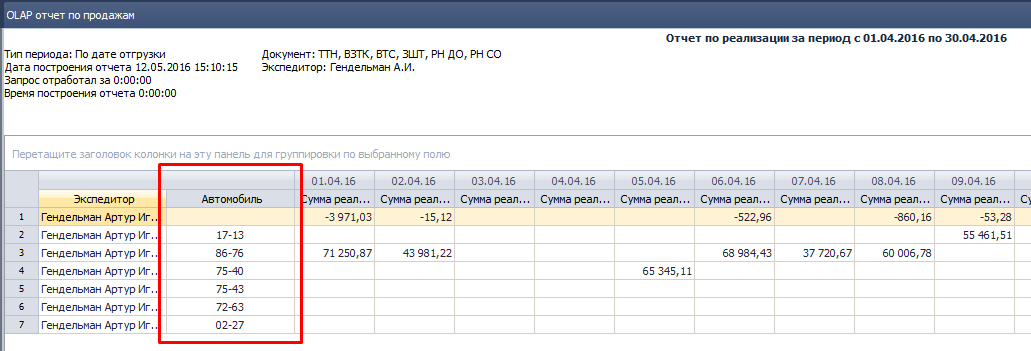 OLAP отчет по продажам
Отчет по реализации за период с 01.04.2016 по 30.04.2016
Тип периода: По дате отгрузки Документ: ТТН, ВЗТК, ВТС, ЗШТ, РН ДО, РН СО
Дата построения отчета 12.05.2016 15:10:15 Экспедитор: Гендельман А.И.
Запрос отработал за 0:00:00
Время построения отчета 0:00:00
Перетащите заголовок колонки на эту панель для группировки по выбранному полю
01.04.16 02.04.16 03.04.16 04.04.16 05.04.16 06.04.16 07.04.16 08.04.16 09.04.16
Экспедитор Автомобиль Сумма реал... Сумма реал... Сумма реал... Сумма реал... Сумма реал... Сумма реал... Сумма реал... Сумма реал... Сумма реал...
1 Гендельман Артур Иг... -3 971,03 -15,12 -522,96 -860,16 -53,28
2 Гендельман Артур Иг... 17-13 55 461,51
3 Гендельман Артур Иг... 86-76 71 250,87 43 981,22 68 984,43 37 720,67 60 006,78
4 Гендельман Артур Иг... 75-40 65 345,11
5 Гендельман Артур Иг... 75-43
6 Гендельман Артур Иг... 72-63
7 Гендельман Артур Иг... 02-27